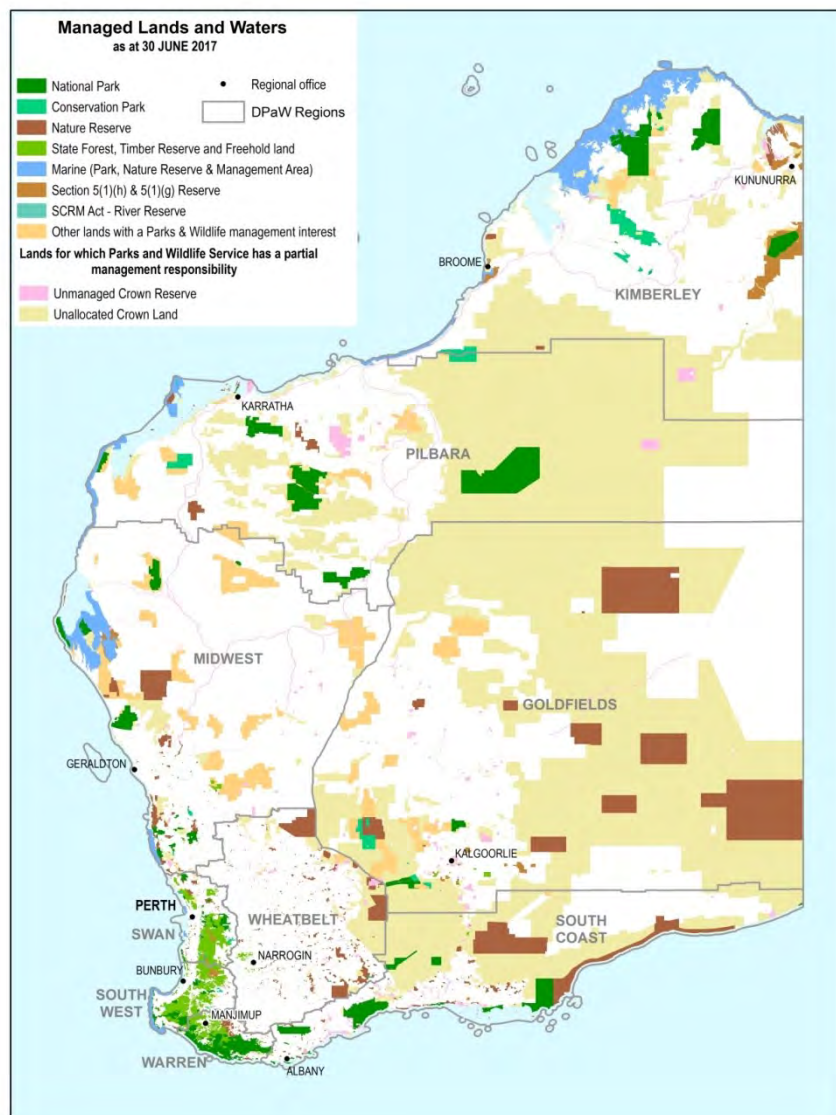 Managed Lands and Waters
as at 30 JUNE 2017
National Park
Conservation Park
Nature Reserve
State Forest, Timber Reserve and Freehold land
Marine (Park, Nature Reserve & Management Area)
Section 5(1)(h) & 5(1)(g) Reserve
SCRM Act - River Reserve
Other lands with a Parks & Wildlife management interest
Lands for which Parks and Wildlife Service has a partial
management responsibility
Unmanaged Crown Reserve
Unallocated Crown Land
Regional office
DPaW Regions
KUNUNURRA
BROOME
KIMBERLEY
KARRATHA
PILBARA
MIDWEST
GOLDFIELDS
GERALDTON
KALGOORLIE
PERTH
WHEATBELT
SOUTH
COAST
SWAN
NARROGIN
BUNBURY
SOUTH
WEST
MANJIMUP
WARREN
ALBANY